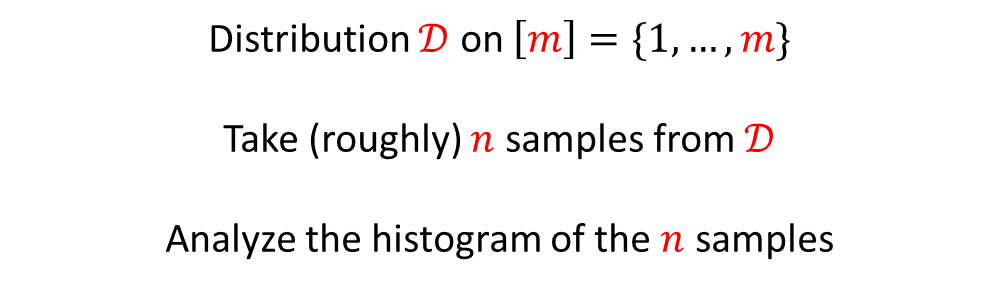 Distribution 𝒟 on [m] = {1, … , m}
Take (roughly) n samples from 𝒟
Analyze the histogram of the n samples